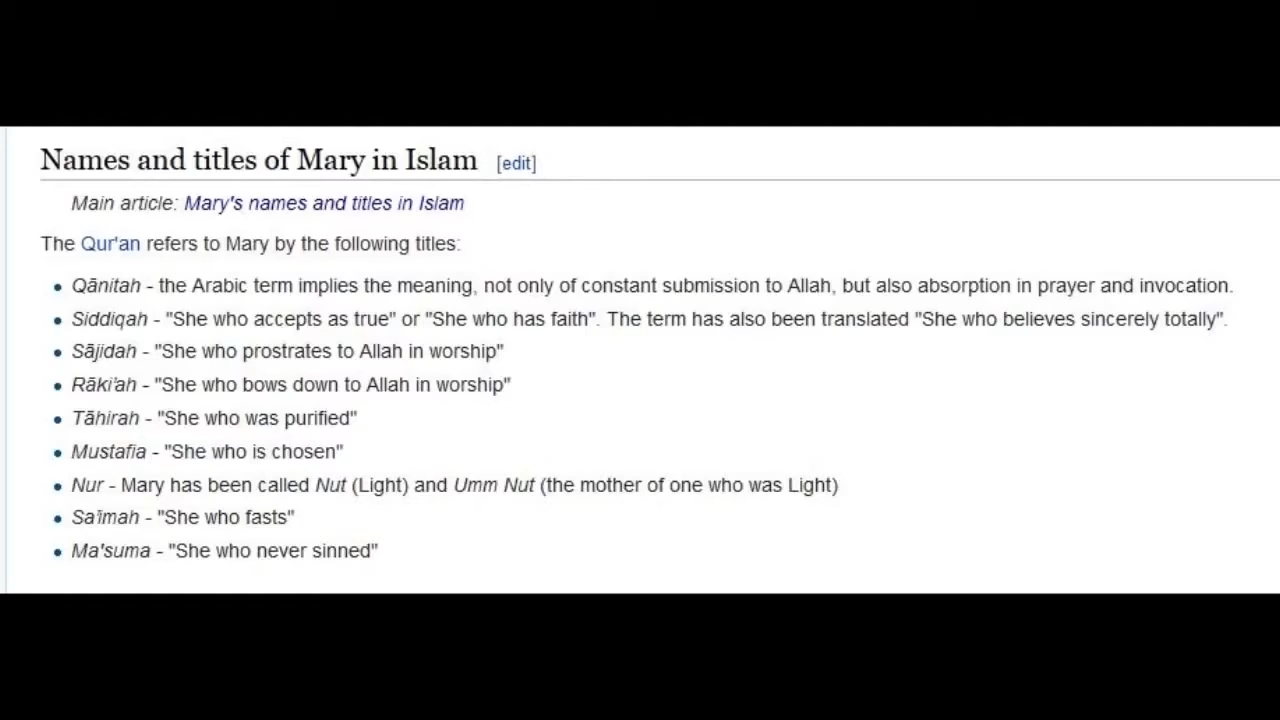 Names and titles of Mary in Islam [edit]
Main article: Mary's names and titles in Islam
The Qur'an refers to Mary by the following titles:
• Qānitah - the Arabic term implies the meaning, not only of constant submission to Allah, but also absorption in prayer and invocation.
• Siddiqah - "She who accepts as true" or "She who has faith". The term has also been translated "She who believes sincerely totally".
• Sājidah - "She who prostrates to Allah in worship"
• Rāki'ah - "She who bows down to Allah in worship"
• Tāhirah - "She who was purified"
• Mustafia - "She who is chosen"
• Nur - Mary has been called Nut (Light) and Umm Nut (the mother of one who was Light)
• Sa'imah - "She who fasts"
• Ma'suma - "She who never sinned"